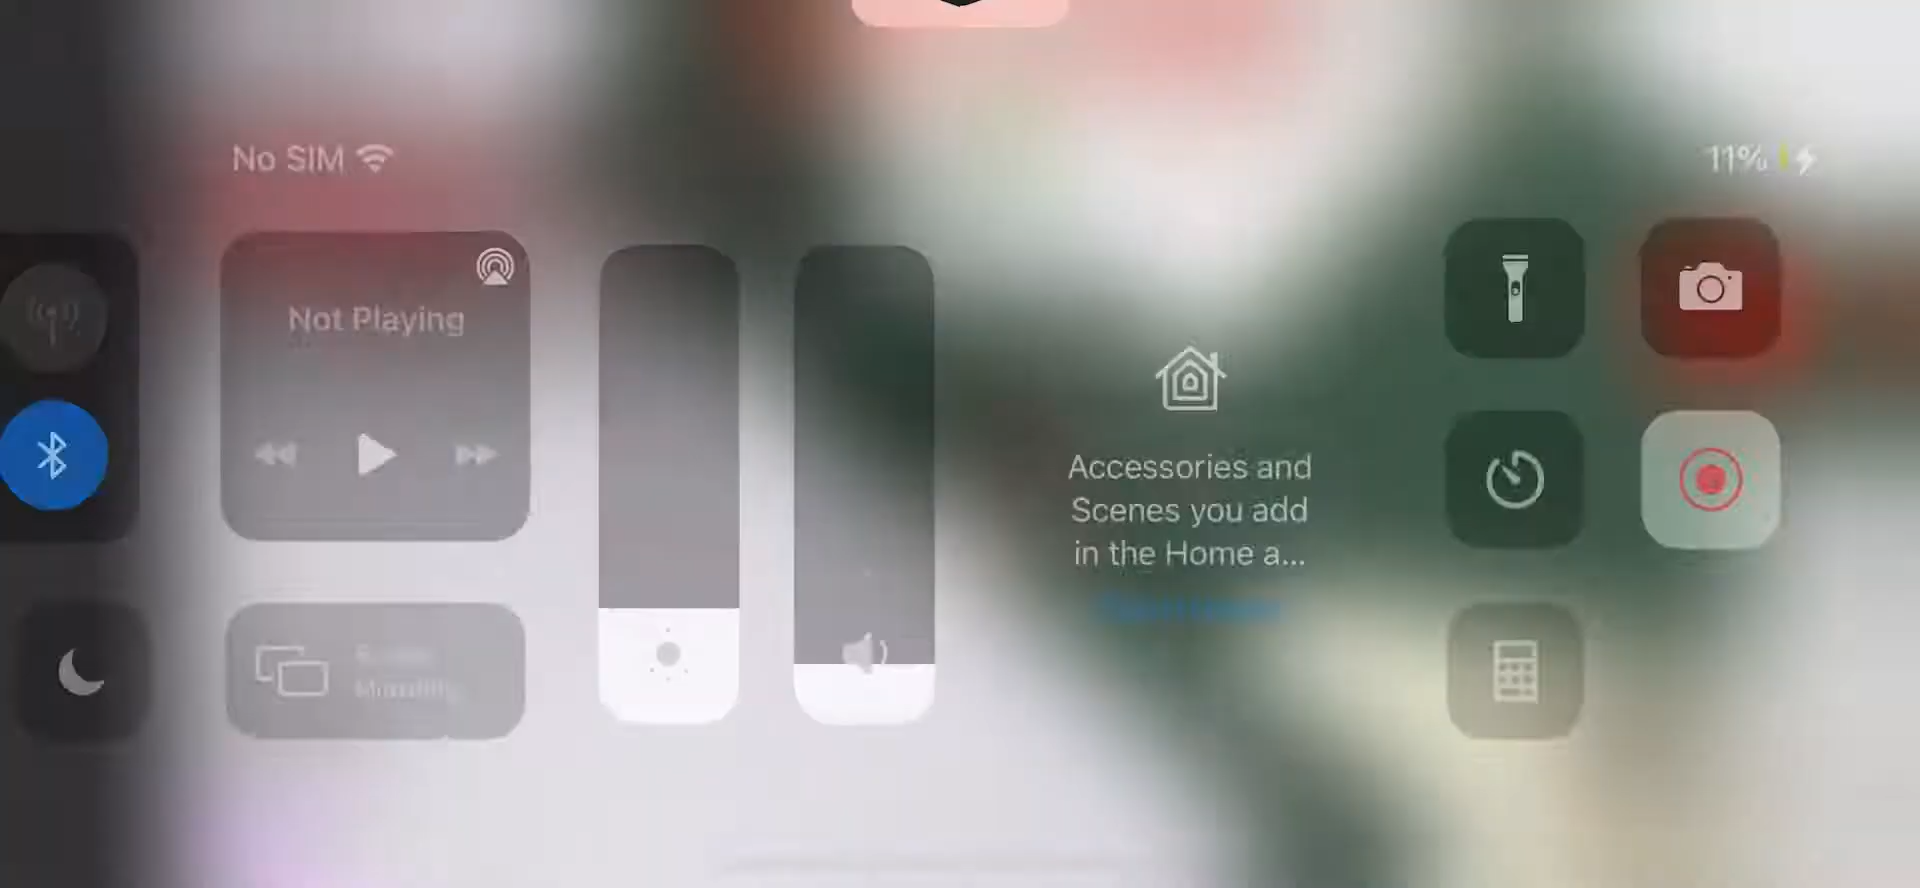 No SIM
11%
Not Playing
Accessories and
Scenes you add
in the Home a...